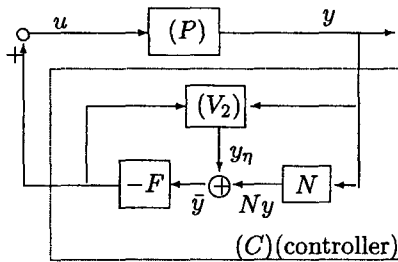 u
(P)
y
+
(V₂)
y_η
-F
ȳ
Ny
N
(C)(controller)